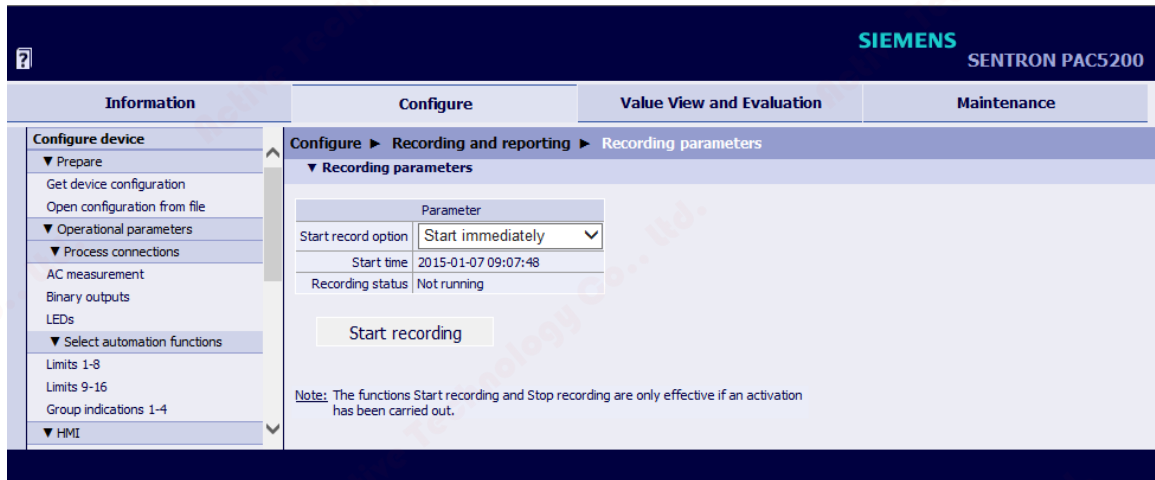 ?
SIEMENS
SENTRON PAC5200
Information Configure Value View and Evaluation Maintenance
Configure device
▼ Prepare
Get device configuration
Open configuration from file
▼ Operational parameters
▼ Process connections
AC measurement
Binary outputs
LEDs
▼ Select automation functions
Limits 1-8
Limits 9-16
Group indications 1-4
▼ HMI
Configure ► Recording and reporting ► Recording parameters
▼ Recording parameters
Parameter
Start record option Start immediately
Start time 2015-01-07 09:07:48
Recording status Not running
Start recording
Note: The functions Start recording and Stop recording are only effective if an activation
has been carried out.